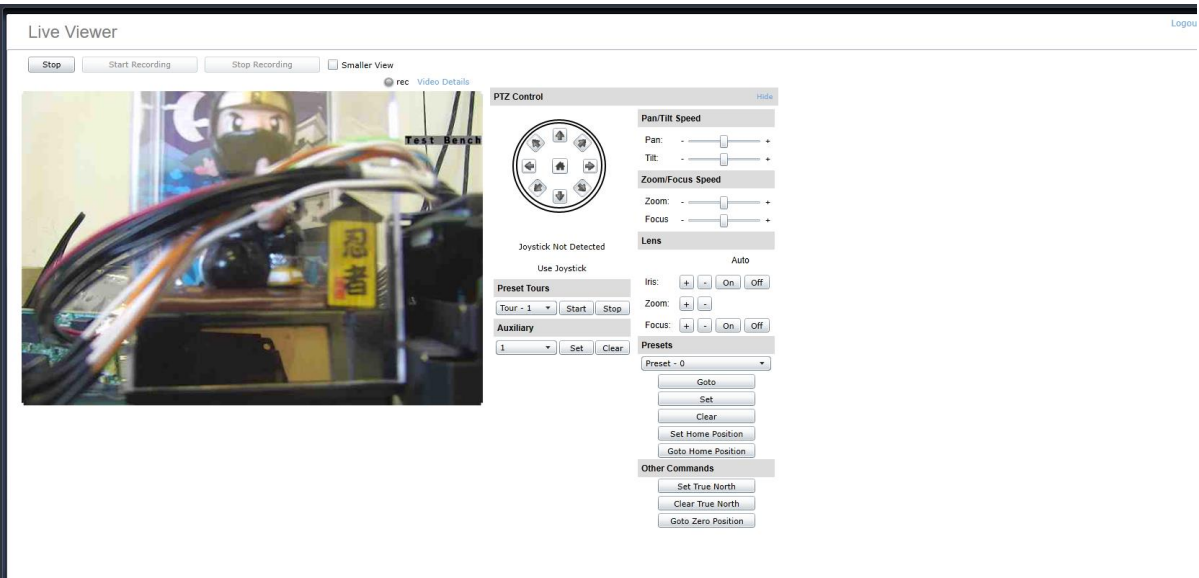 Logou
Live Viewer
Stop Start Recording Stop Recording Smaller View
rec Video Details
Test Bench
忍者
PTZ Control Hide
Joystick Not Detected
Use Joystick
Preset Tours
Tour - 1 Start Stop
Auxiliary
1 Set Clear
Pan/Tilt Speed
Pan: - +
Tilt: - +
Zoom/Focus Speed
Zoom: - +
Focus - +
Lens
Auto
Iris: + - On Off
Zoom: + -
Focus: + - On Off
Presets
Preset - 0
Goto
Set
Clear
Set Home Position
Goto Home Position
Other Commands
Set True North
Clear True North
Goto Zero Position